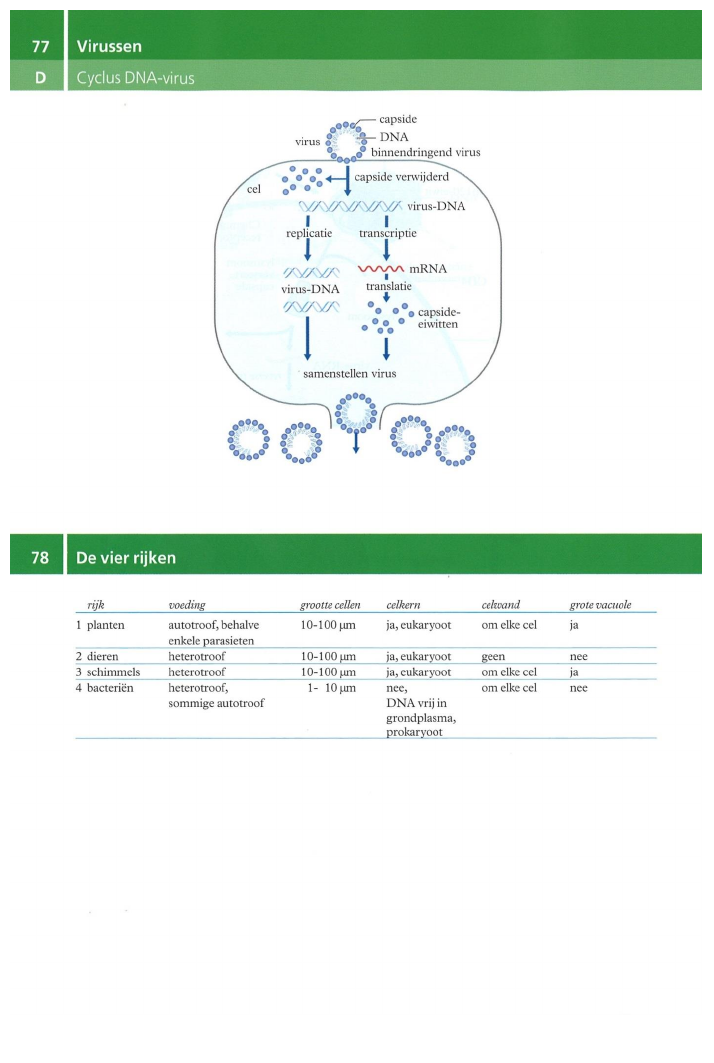 77 Virussen
D Cyclus DNA-virus
capside
DNA
virus
binnendringend virus
capside verwijderd
cel
virus-DNA
replicatie transcriptie
mRNA
virus-DNA translatie
capside-
eiwitten
samenstellen virus
78 De vier rijken
rijk voeding grootte cellen celkern celwand grote vacuole
1 planten autotroof, behalve 10-100 µm ja, eukaryoot om elke cel ja
enkele parasieten
2 dieren heterotroof 10-100 µm ja, eukaryoot geen nee
3 schimmels heterotroof 10-100 µm ja, eukaryoot om elke cel ja
4 bacteriën heterotroof, 1- 10 µm nee, om elke cel nee
sommige autotroof DNA vrij in
grondplasma,
prokaryoot